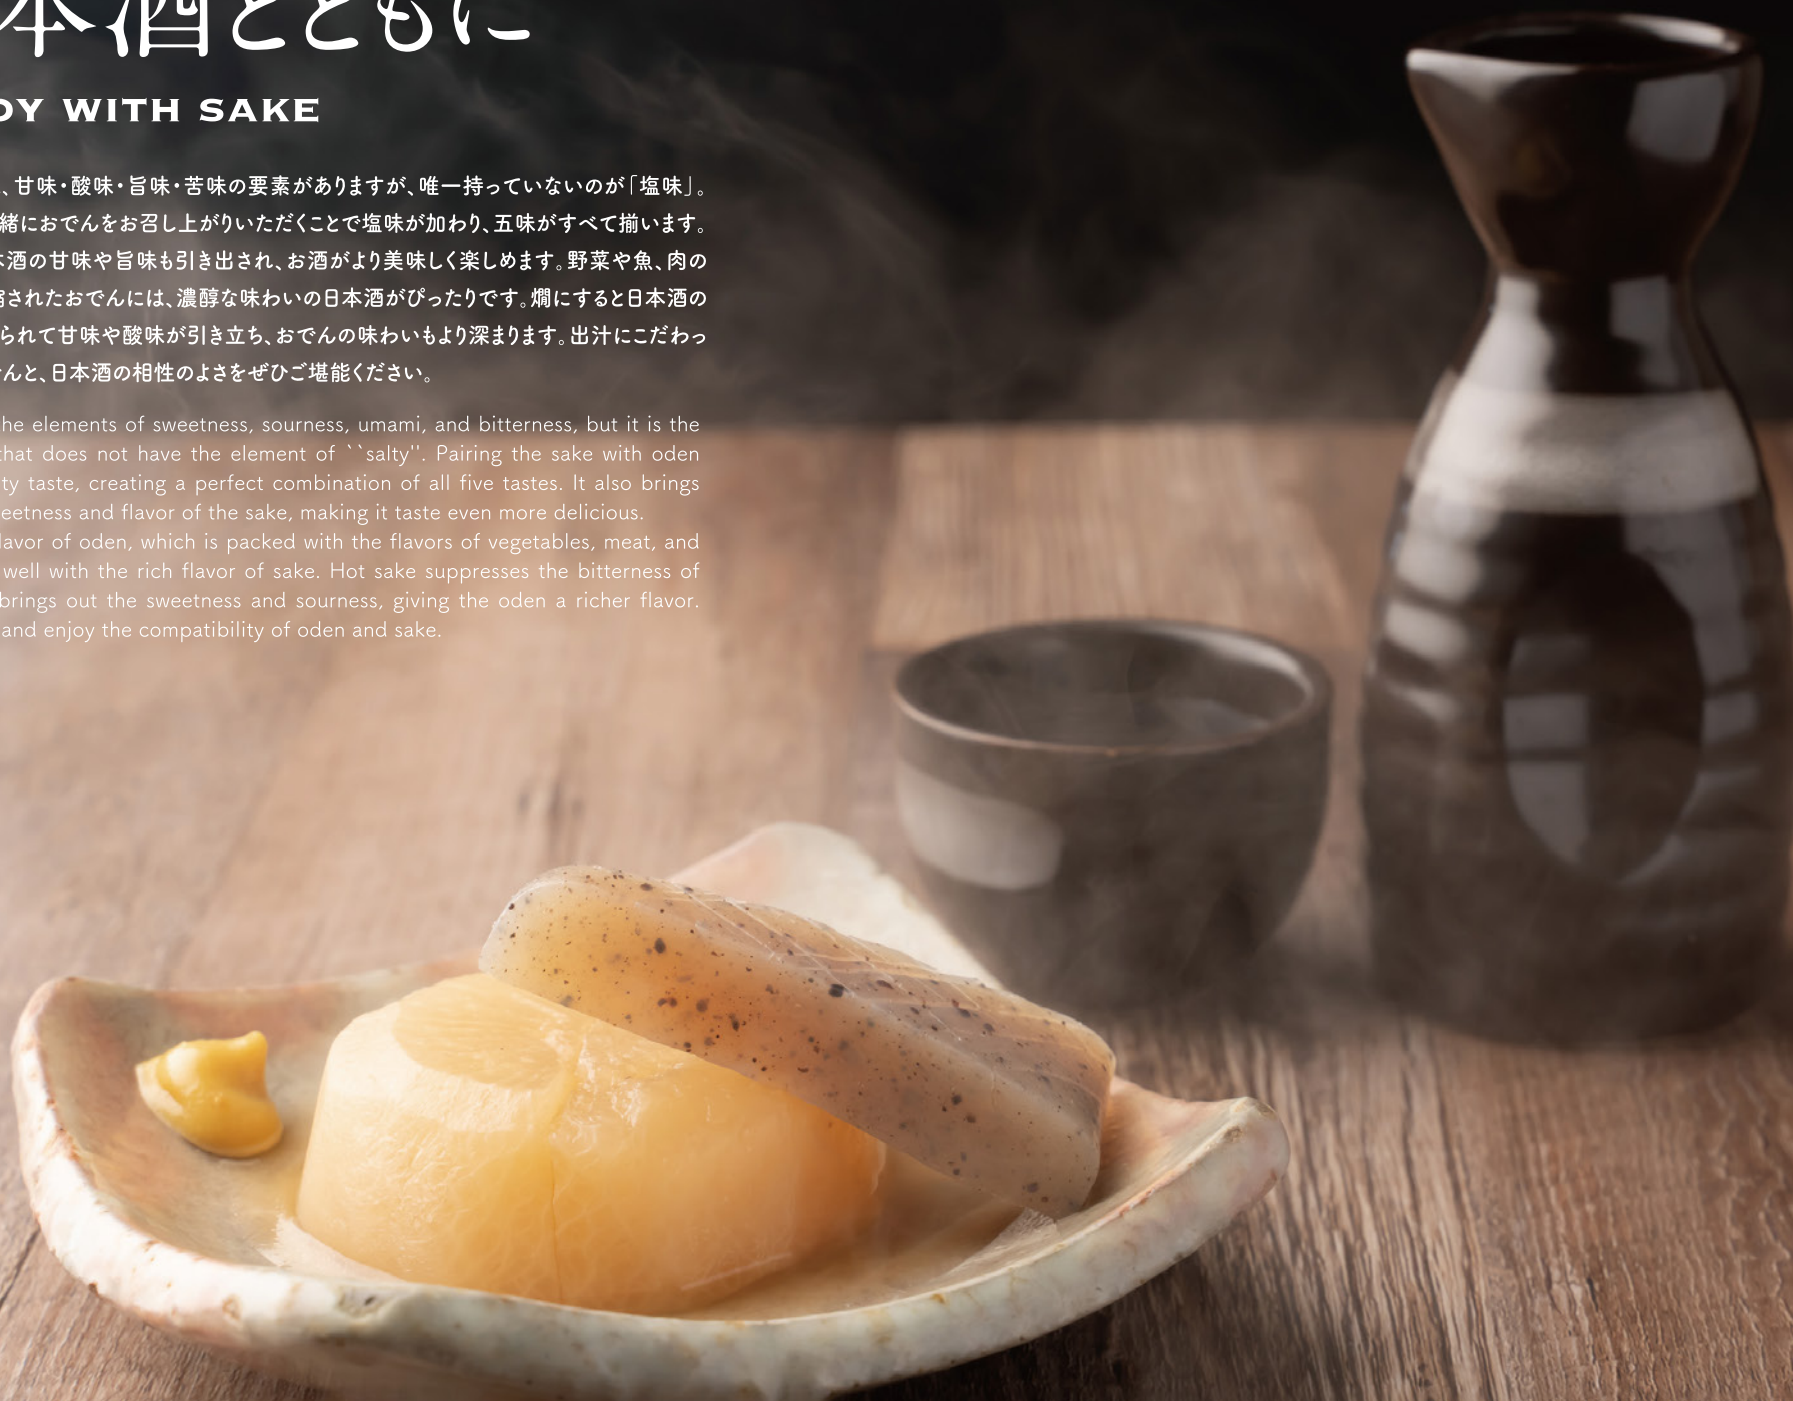 本酒とともに
DY WITH SAKE
、甘味・酸味・旨味・苦味の要素がありますが、唯一持っていないのが「塩味」。
緒におでんをお召し上がりいただくことで塩味が加わり、五味がすべて揃います。
本酒の甘味や旨味も引き出され、お酒がより美味しく楽しめます。野菜や魚、肉の
縮されたおでんには、濃醇な味わいの日本酒がぴったりです。燗にすると日本酒の
られて甘味や酸味が引き立ち、おでんの味わいもより深まります。出汁にこだわっ
んと、日本酒の相性のよさをぜひご堪能ください。
he elements of sweetness, sourness, umami, and bitterness, but it is the
that does not have the element of ``salty''. Pairing the sake with oden
ty taste, creating a perfect combination of all five tastes. It also brings
eetness and flavor of the sake, making it taste even more delicious.
lavor of oden, which is packed with the flavors of vegetables, meat, and
well with the rich flavor of sake. Hot sake suppresses the bitterness of
brings out the sweetness and sourness, giving the oden a richer flavor.
and enjoy the compatibility of oden and sake.